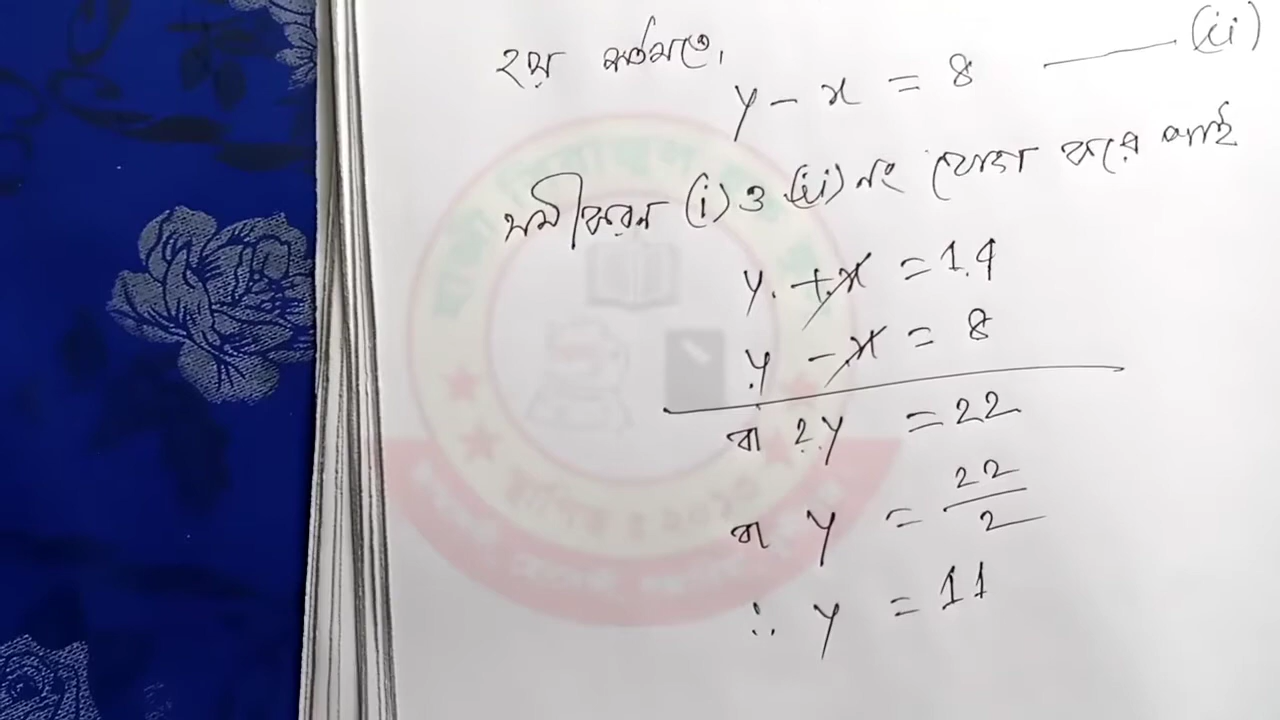 ২য় শর্তমতে,
y - x = 8 (ii)
সমীকরণ (i) ও (ii) নং যোগ করে পাই
y + x = 14
y - x = 8
বা 2y = 22
বা y = 22/2
∴ y = 11